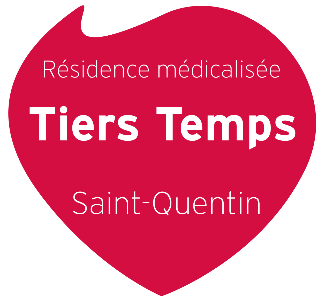 Résidence médicalisée
Tiers Temps
Saint-Quentin